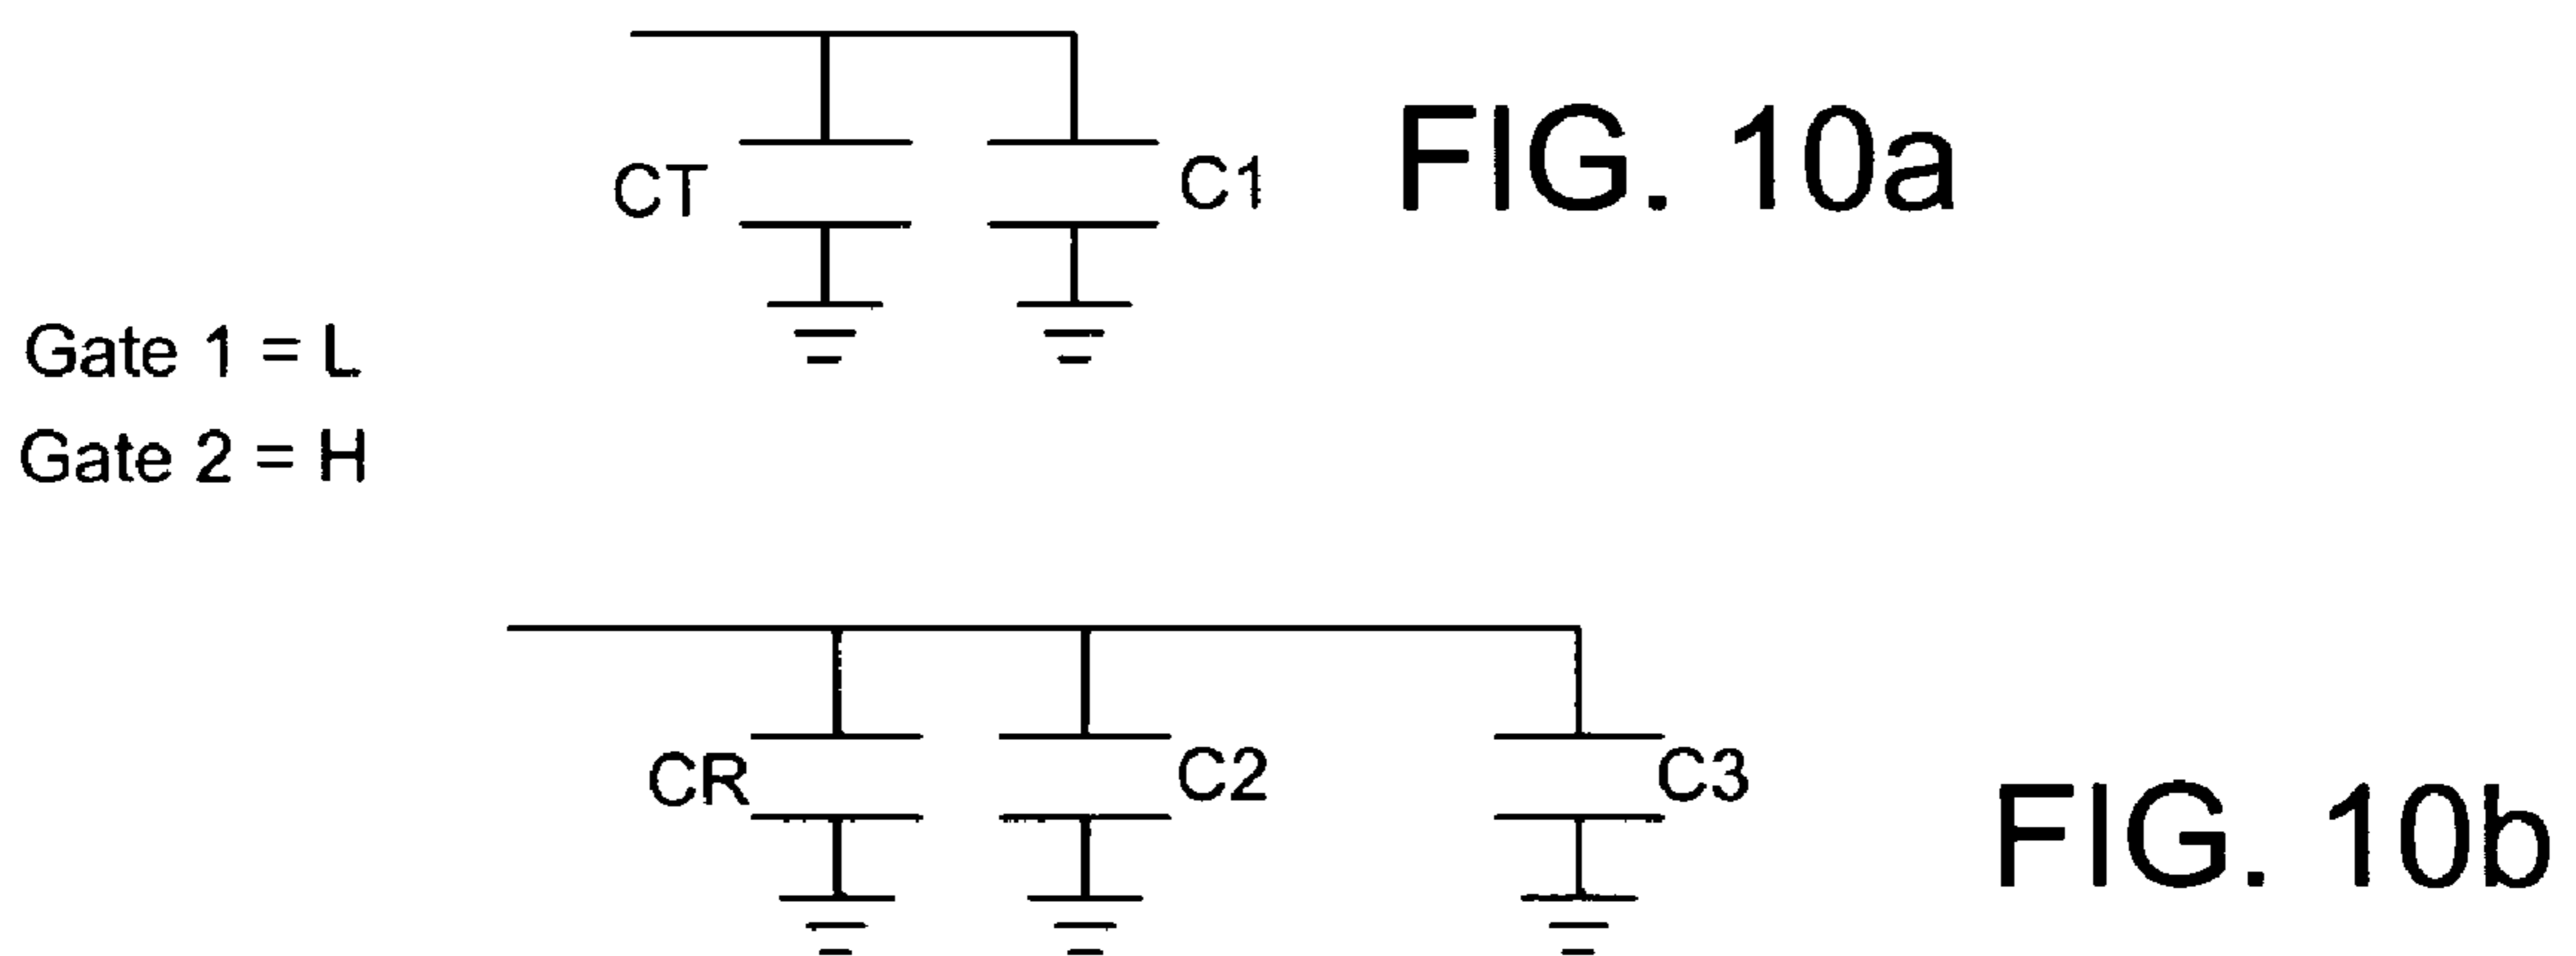 CT
C1
FIG. 10a
Gate 1 = L
Gate 2 = H
CR
C2
C3
FIG. 10b